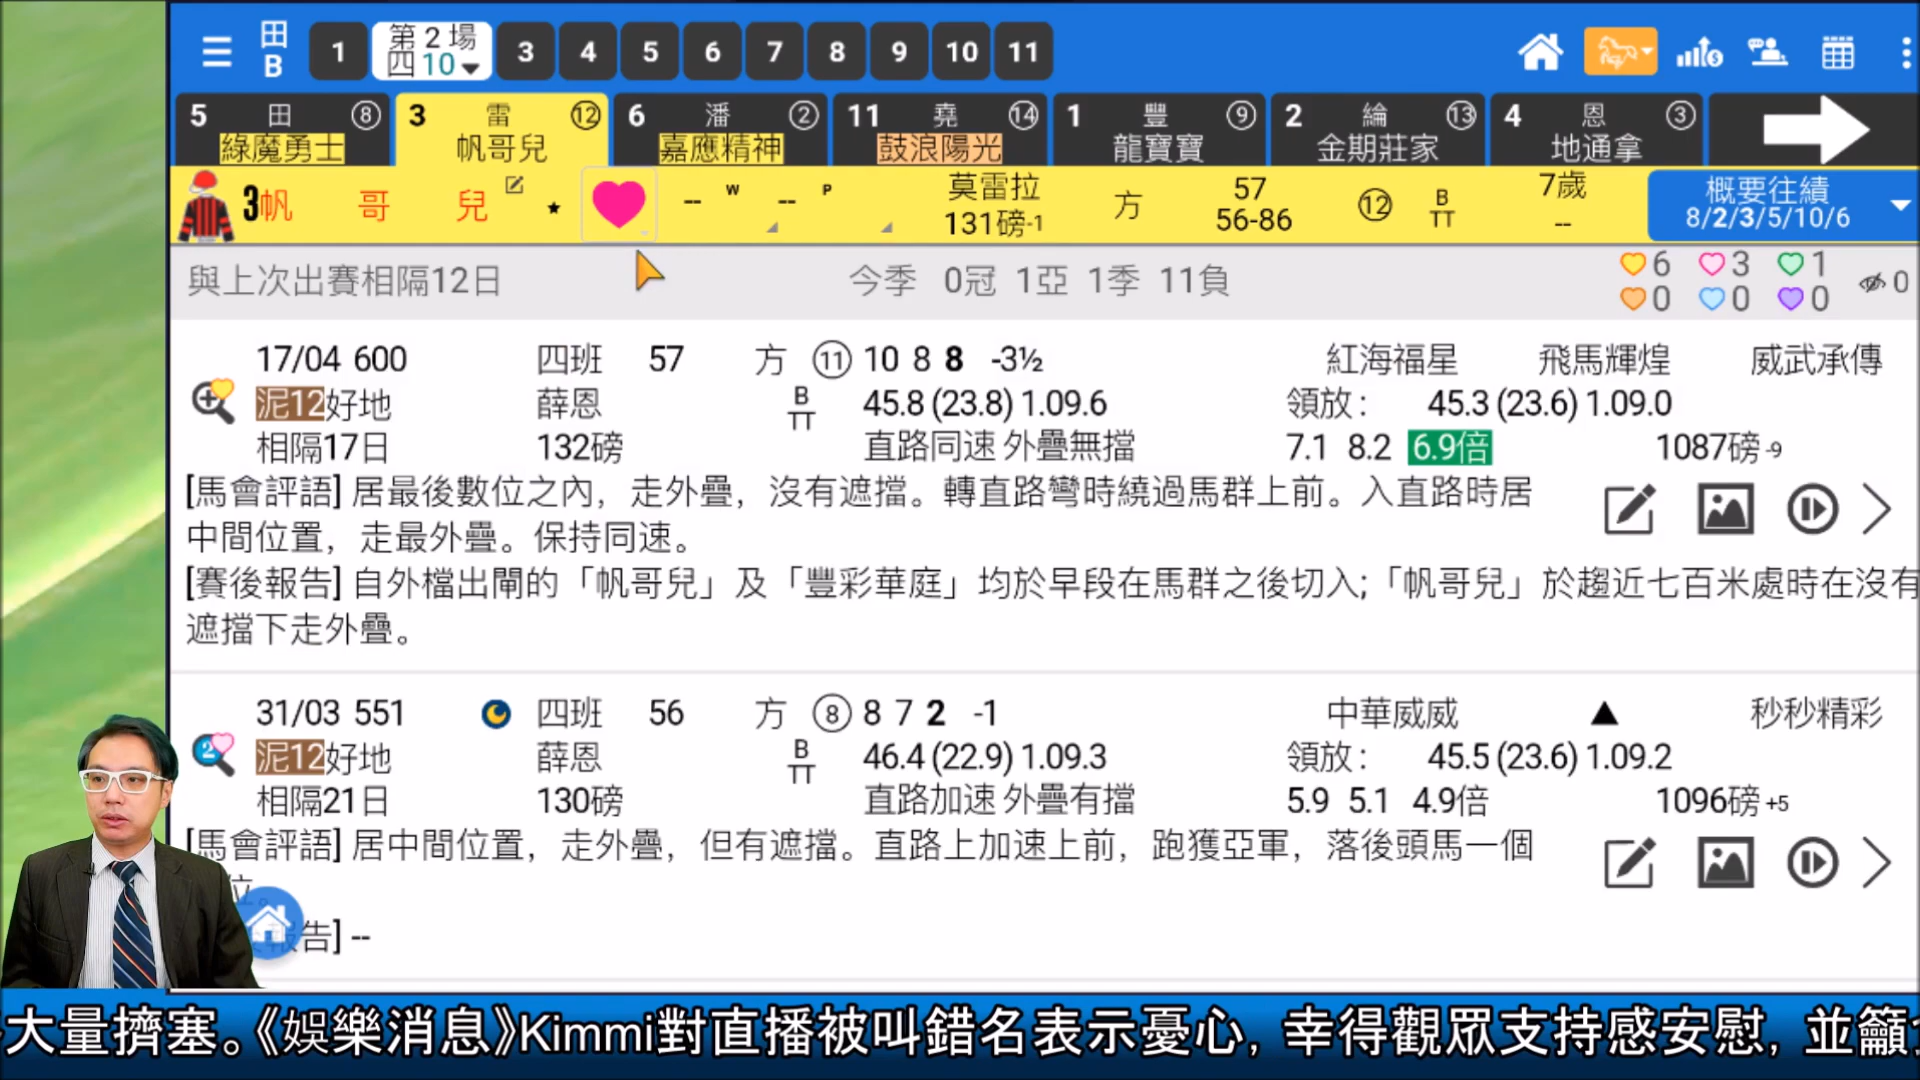 田 B 1 第2場 四10 3 4 5 6 7 8 9 10 11
5 田 ⑧ 綠魔勇士
3 雷 ⑫ 帆哥兒
6 潘 ② 嘉應精神
11 堯 ⑭ 鼓浪陽光
1 豐 ⑨ 龍寶寶
2 綸 ⑬ 金期莊家
4 恩 ③ 地通拿
3帆哥兒 ★ -- W -- P 莫雷拉 131磅-1 方 57 56-86 ⑫ B TT 7歲 -- 概要往績 8/2/3/5/10/6
與上次出賽相隔12日 今季 0冠 1亞 1季 11負 6 3 1 0 0 0 0
17/04 600 四班 57 方 ⑪ 10 8 8 -3½ 紅海福星 飛馬輝煌 威武承傳
泥12好地 薛恩 B TT 45.8 (23.8) 1.09.6 領放： 45.3 (23.6) 1.09.0
相隔17日 132磅 直路同速 外疊無擋 7.1 8.2 6.9倍 1087磅-9
[馬會評語] 居最後數位之內，走外疊，沒有遮擋。轉直路彎時繞過馬群上前。入直路時居
中間位置，走最外疊。保持同速。
[賽後報告] 自外檔出閘的「帆哥兒」及「豐彩華庭」均於早段在馬群之後切入;「帆哥兒」於趨近七百米處時在沒有
遮擋下走外疊。
31/03 551 四班 56 方 ⑧ 8 7 2 -1 中華威威 ▲ 秒秒精彩
2 泥12好地 薛恩 B TT 46.4 (22.9) 1.09.3 領放： 45.5 (23.6) 1.09.2
相隔21日 130磅 直路加速 外疊有擋 5.9 5.1 4.9倍 1096磅+5
[馬會評語] 居中間位置，走外疊，但有遮擋。直路上加速上前，跑獲亞軍，落後頭馬一個
位。
報告] --
大量擠塞。《娛樂消息》Kimmi對直播被叫錯名表示憂心，幸得觀眾支持感安慰，並籲